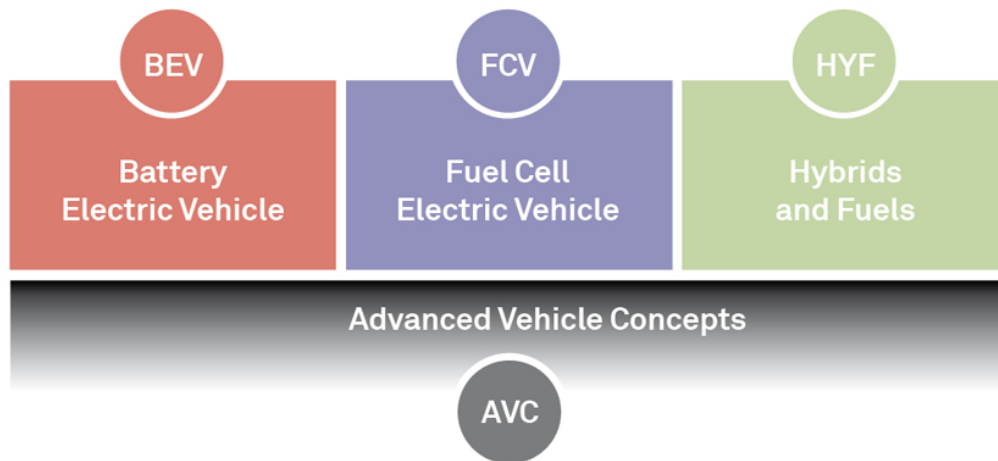 BEV
Battery
Electric Vehicle
FCV
Fuel Cell
Electric Vehicle
HYF
Hybrids
and Fuels
Advanced Vehicle Concepts
AVC